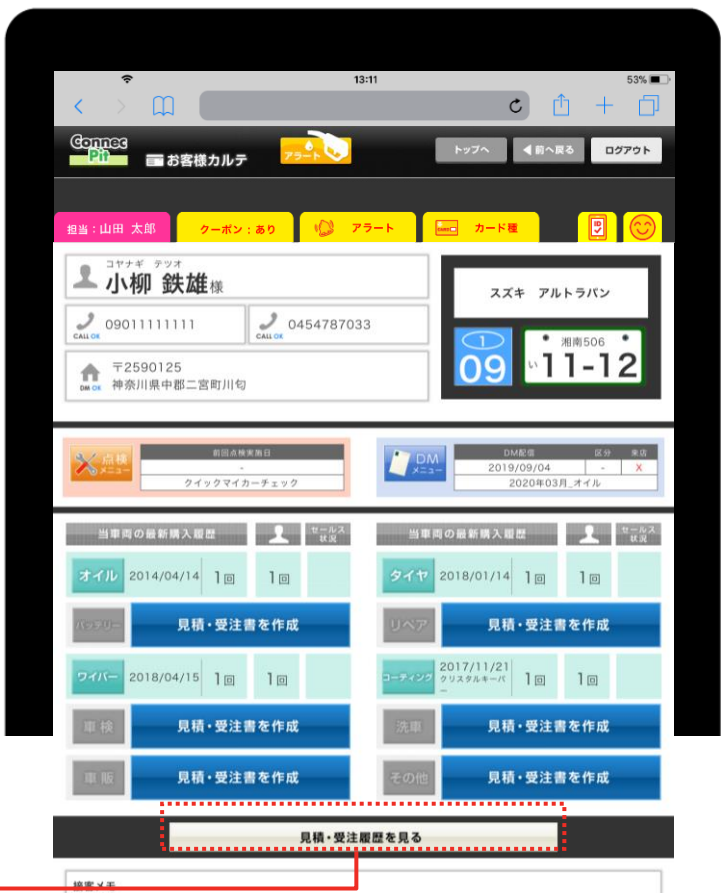 13:11
53%
Connec
Pit
お客様カルテ
アラート
トップへ
◀前へ戻る
ログアウト
担当:山田 太郎
クーポン:あり
アラート
カード種
ID
コヤナギ テツオ
小柳 鉄雄様
スズキ アルトラパン
CALL OK
09011111111
CALL OK
0454787033
1
09
湘南506
い 11-12
DM OK
〒2590125
神奈川県中郡二宮町川匂
点検
メニュー
前回点検実施日
-
クイックマイカーチェック
DM
メニュー
DM配信 区分 来店
2019/09/04 - X
2020年03月_オイル
当車両の最新購入履歴
セールス
状況
当車両の最新購入履歴
セールス
状況
オイル 2014/04/14 1回 1回
タイヤ 2018/01/14 1回 1回
バッテリー 見積・受注書を作成
リペア 見積・受注書を作成
ワイパー 2018/04/15 1回 1回
コーティング 2017/11/21 1回 1回
クリスタルキーパ
ー
車検 見積・受注書を作成
洗車 見積・受注書を作成
車販 見積・受注書を作成
その他 見積・受注書を作成
見積・受注履歴を見る
接客メモ